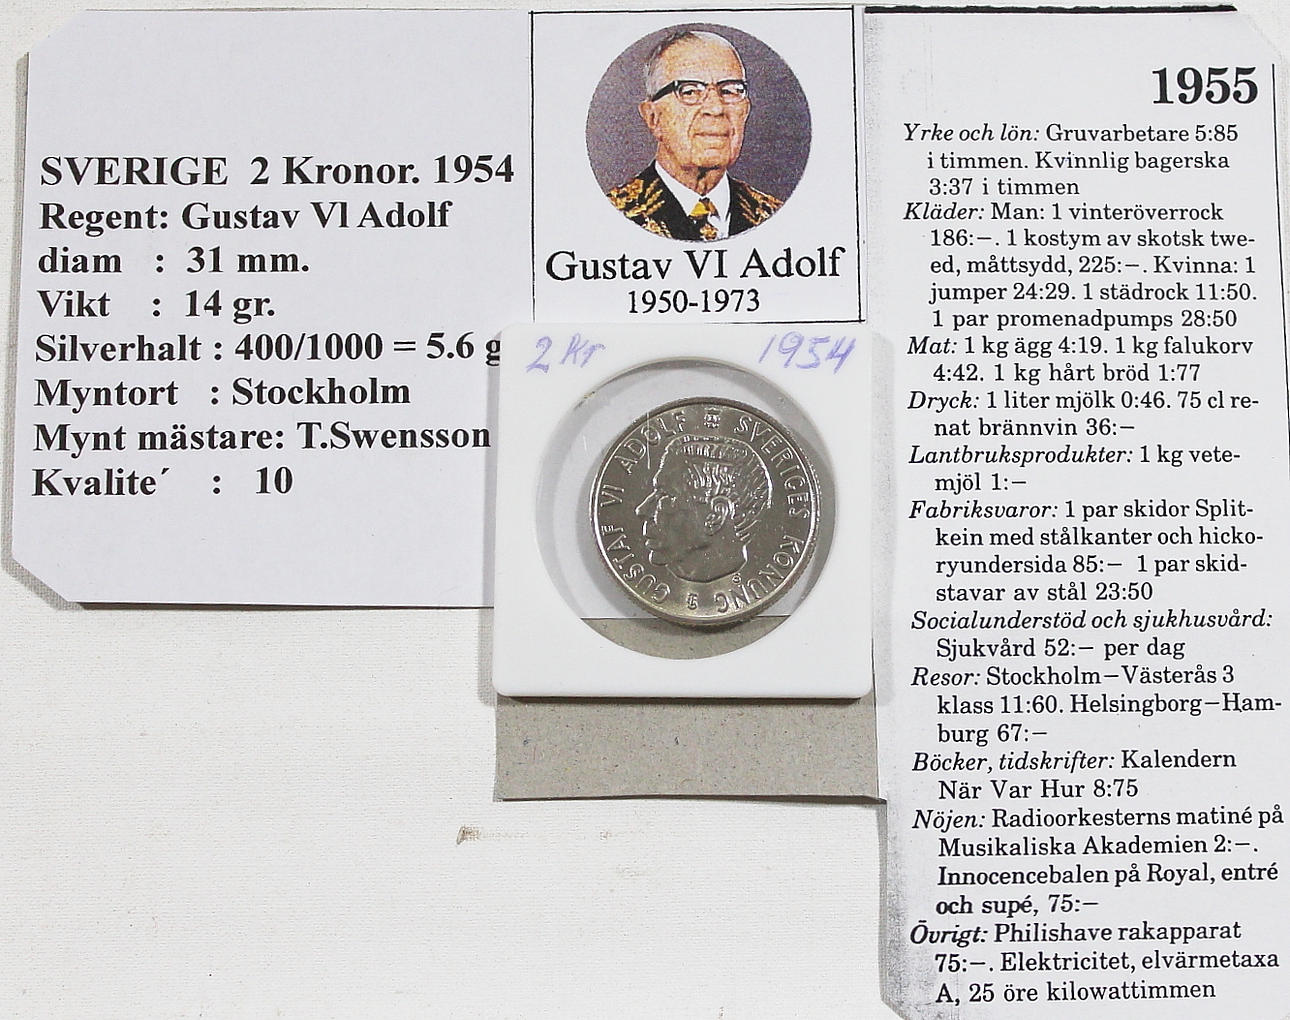 SVERIGE 2 Kronor. 1954
Regent: Gustav Vl Adolf
diam : 31 mm.
Vikt : 14 gr.
Silverhalt : 400/1000 = 5.6 g
Myntort : Stockholm
Mynt mästare: T.Swensson
Kvalite´ : 10
Gustav VI Adolf
1950-1973
2 Kr 1954
GUSTAF VI ADOLF SVERIGES KONUNG
1955
Yrke och lön: Gruvarbetare 5:85
i timmen. Kvinnlig bagerska
3:37 i timmen
Kläder: Man: 1 vinteröverrock
186:–. 1 kostym av skotsk twe-
ed, måttsydd, 225:–. Kvinna: 1
jumper 24:29. 1 städrock 11:50.
1 par promenadpumps 28:50
Mat: 1 kg ägg 4:19. 1 kg falukorv
4:42. 1 kg hårt bröd 1:77
Dryck: 1 liter mjölk 0:46. 75 cl re-
nat brännvin 36:–
Lantbruksprodukter: 1 kg vete-
mjöl 1:–
Fabriksvaror: 1 par skidor Split-
kein med stålkanter och hicko-
ryundersida 85:– 1 par skid-
stavar av stål 23:50
Socialunderstöd och sjukhusvård:
Sjukvård 52:– per dag
Resor: Stockholm–Västerås 3
klass 11:60. Helsingborg–Ham-
burg 67:–
Böcker, tidskrifter: Kalendern
När Var Hur 8:75
Nöjen: Radioorkesterns matiné på
Musikaliska Akademien 2:–.
Innocencebalen på Royal, entré
och supé, 75:–
Övrigt: Philishave rakapparat
75:–. Elektricitet, elvärmetaxa
A, 25 öre kilowattimmen